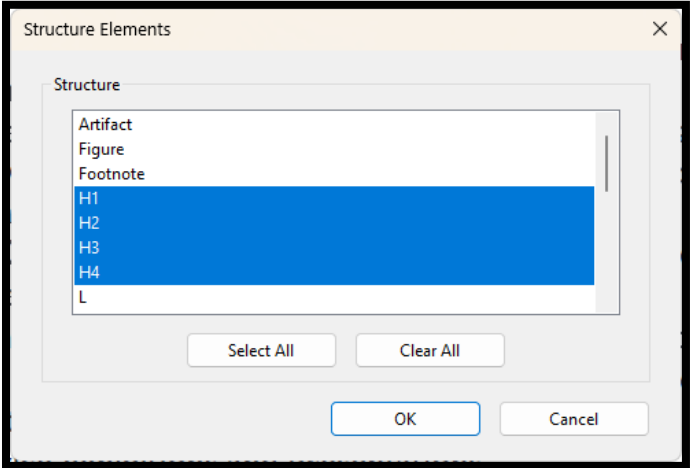 Structure Elements
Structure
Artifact
Figure
Footnote
H1
H2
H3
H4
L
Select All Clear All
OK Cancel